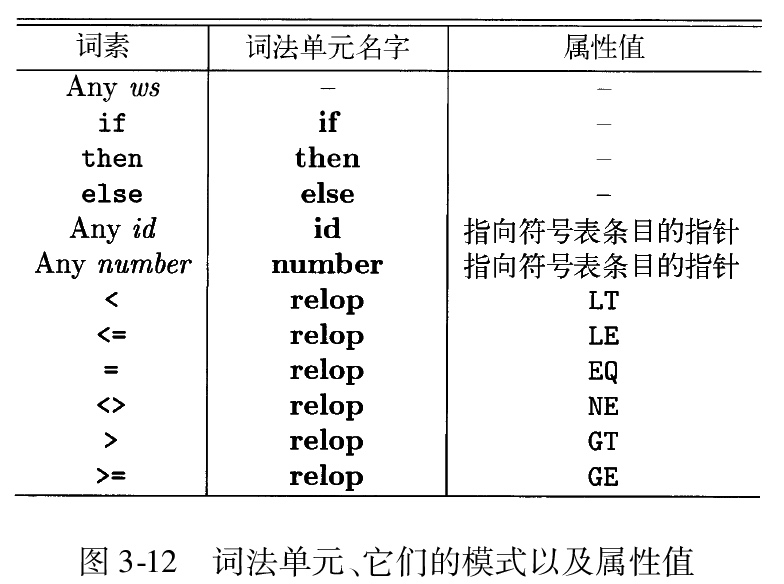 词素 词法单元名字 属性值
Any ws – –
if if –
then then –
else else –
Any id id 指向符号表条目的指针
Any number number 指向符号表条目的指针
< relop LT
<= relop LE
= relop EQ
<> relop NE
> relop GT
>= relop GE
图 3-12 词法单元、它们的模式以及属性值